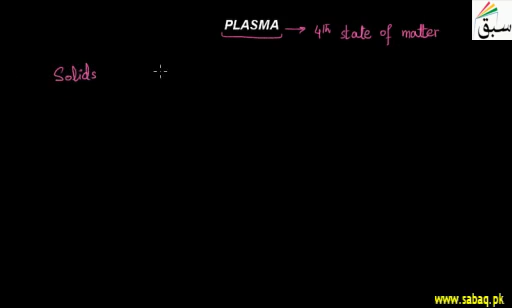 PLASMA → 4th state of matter
سبق
Solids
www.sabaq.pk